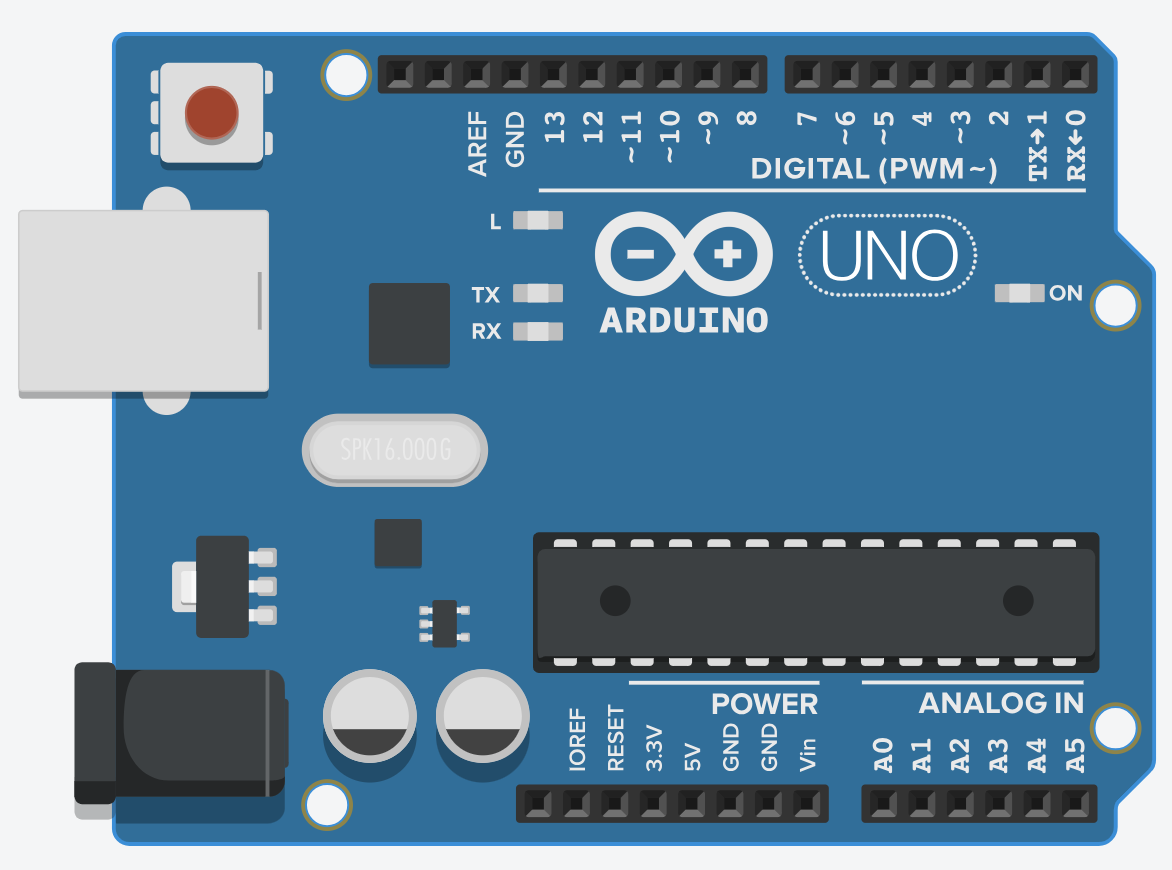 AREF
GND
13
12
~11
~10
~9
8
7
~6
~5
4
~3
2
TX→1
RX←0
DIGITAL (PWM~)
L
TX
RX
ARDUINO
UNO
ON
SPK16.000G
POWER
ANALOG IN
IOREF
RESET
3.3V
5V
GND
GND
Vin
A0
A1
A2
A3
A4
A5